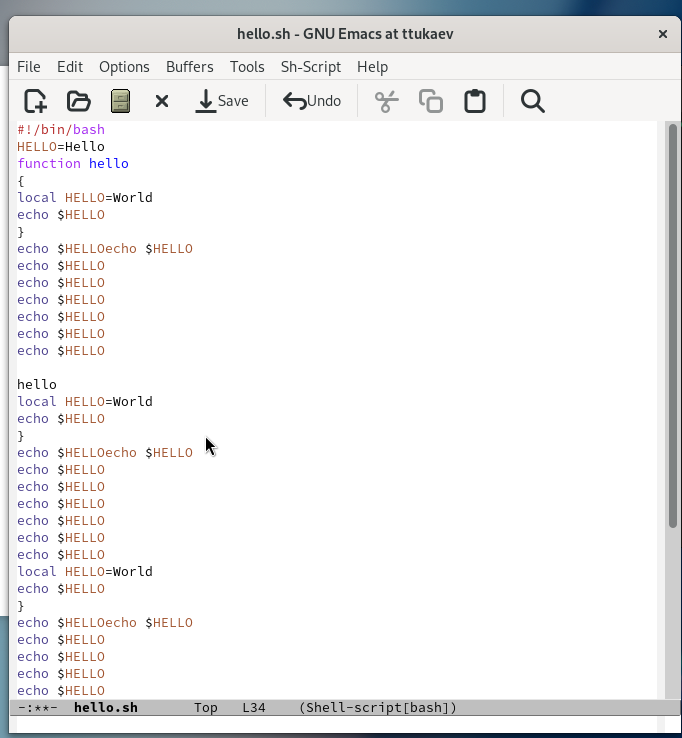 hello.sh - GNU Emacs at ttukaev
File Edit Options Buffers Tools Sh-Script Help
Save Undo
#!/bin/bash
HELLO=Hello
function hello
{
local HELLO=World
echo $HELLO
}
echo $HELLOecho $HELLO
echo $HELLO
echo $HELLO
echo $HELLO
echo $HELLO
echo $HELLO
echo $HELLO
hello
local HELLO=World
echo $HELLO
}
echo $HELLOecho $HELLO
echo $HELLO
echo $HELLO
echo $HELLO
echo $HELLO
echo $HELLO
echo $HELLO
local HELLO=World
echo $HELLO
}
echo $HELLOecho $HELLO
echo $HELLO
echo $HELLO
echo $HELLO
echo $HELLO
-:**- hello.sh Top L34 (Shell-script[bash])